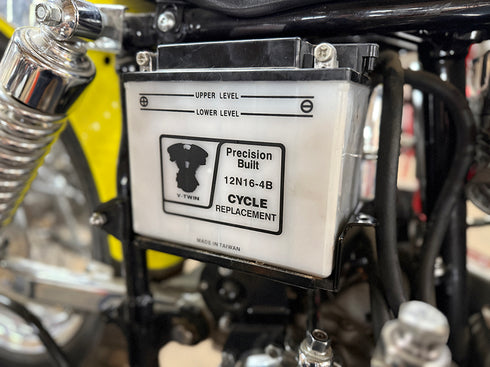 UPPER LEVEL
LOWER LEVEL
Precision
Built
12N16-4B
CYCLE
REPLACEMENT
V-TWIN
MADE IN TAIWAN